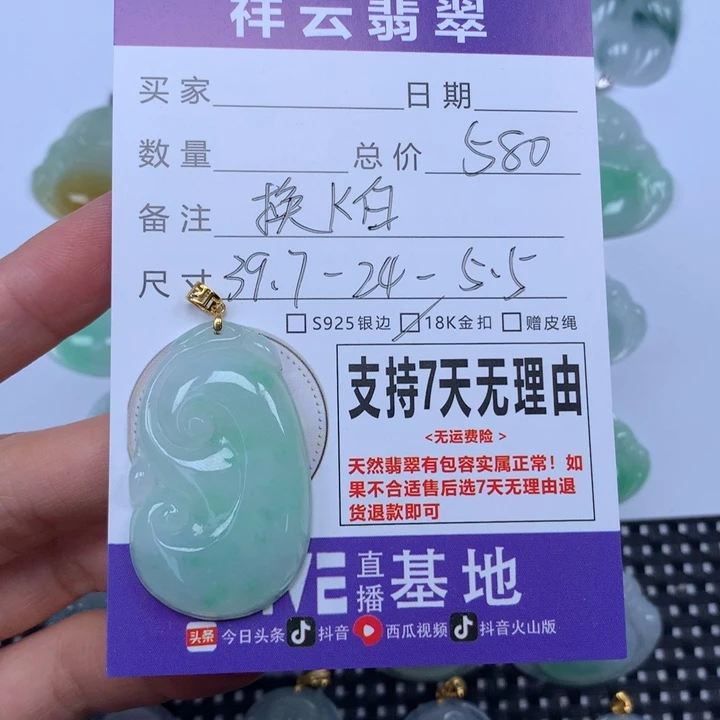 祥云翡翠
买家 日期
数量 总价 580
备注 换K白
尺寸 39.7-24-5.5
S925银边 18K金扣 赠皮绳
支持7天无理由
<无运费险>
天然翡翠有包容实属正常！如
果不合适售后选7天无理由退
货退款即可
VE 直播 基地
头条 今日头条 抖音 西瓜视频 抖音火山版